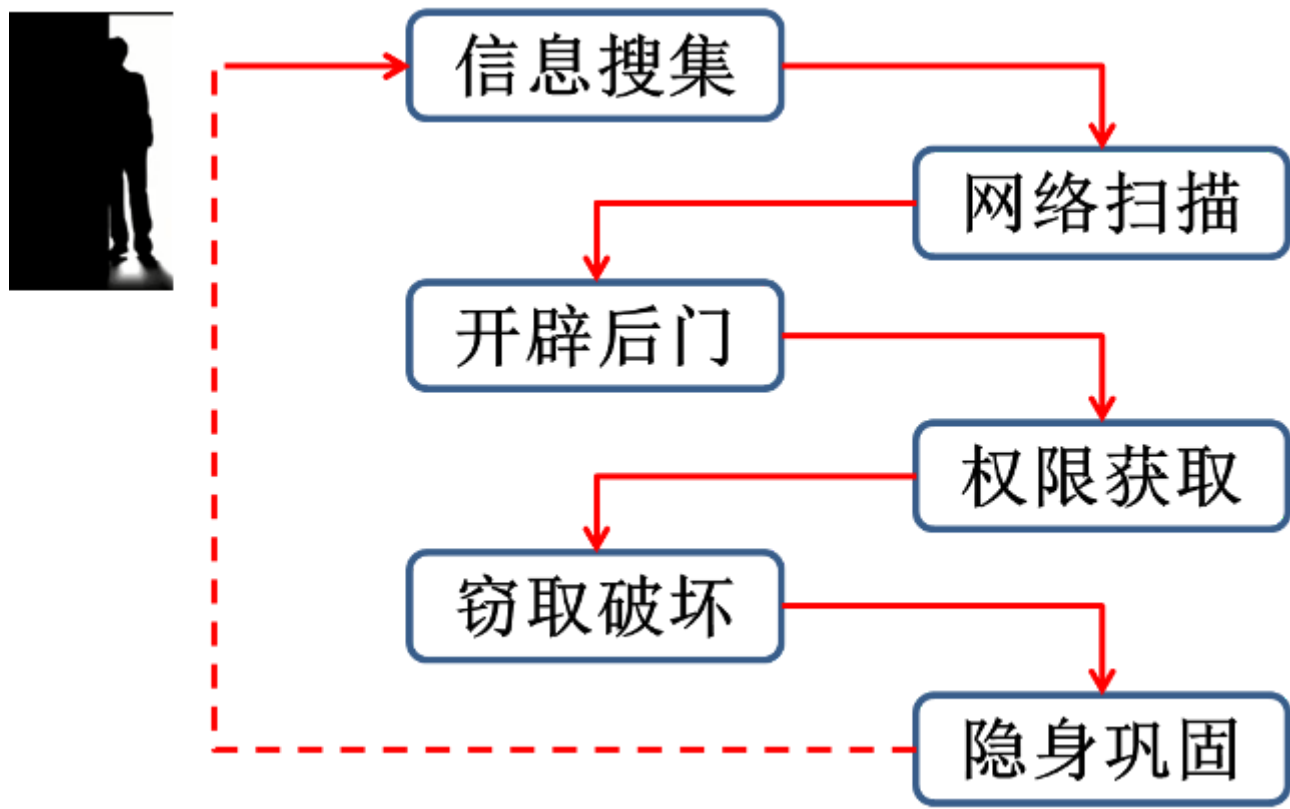 信息搜集
网络扫描
开辟后门
权限获取
窃取破坏
隐身巩固